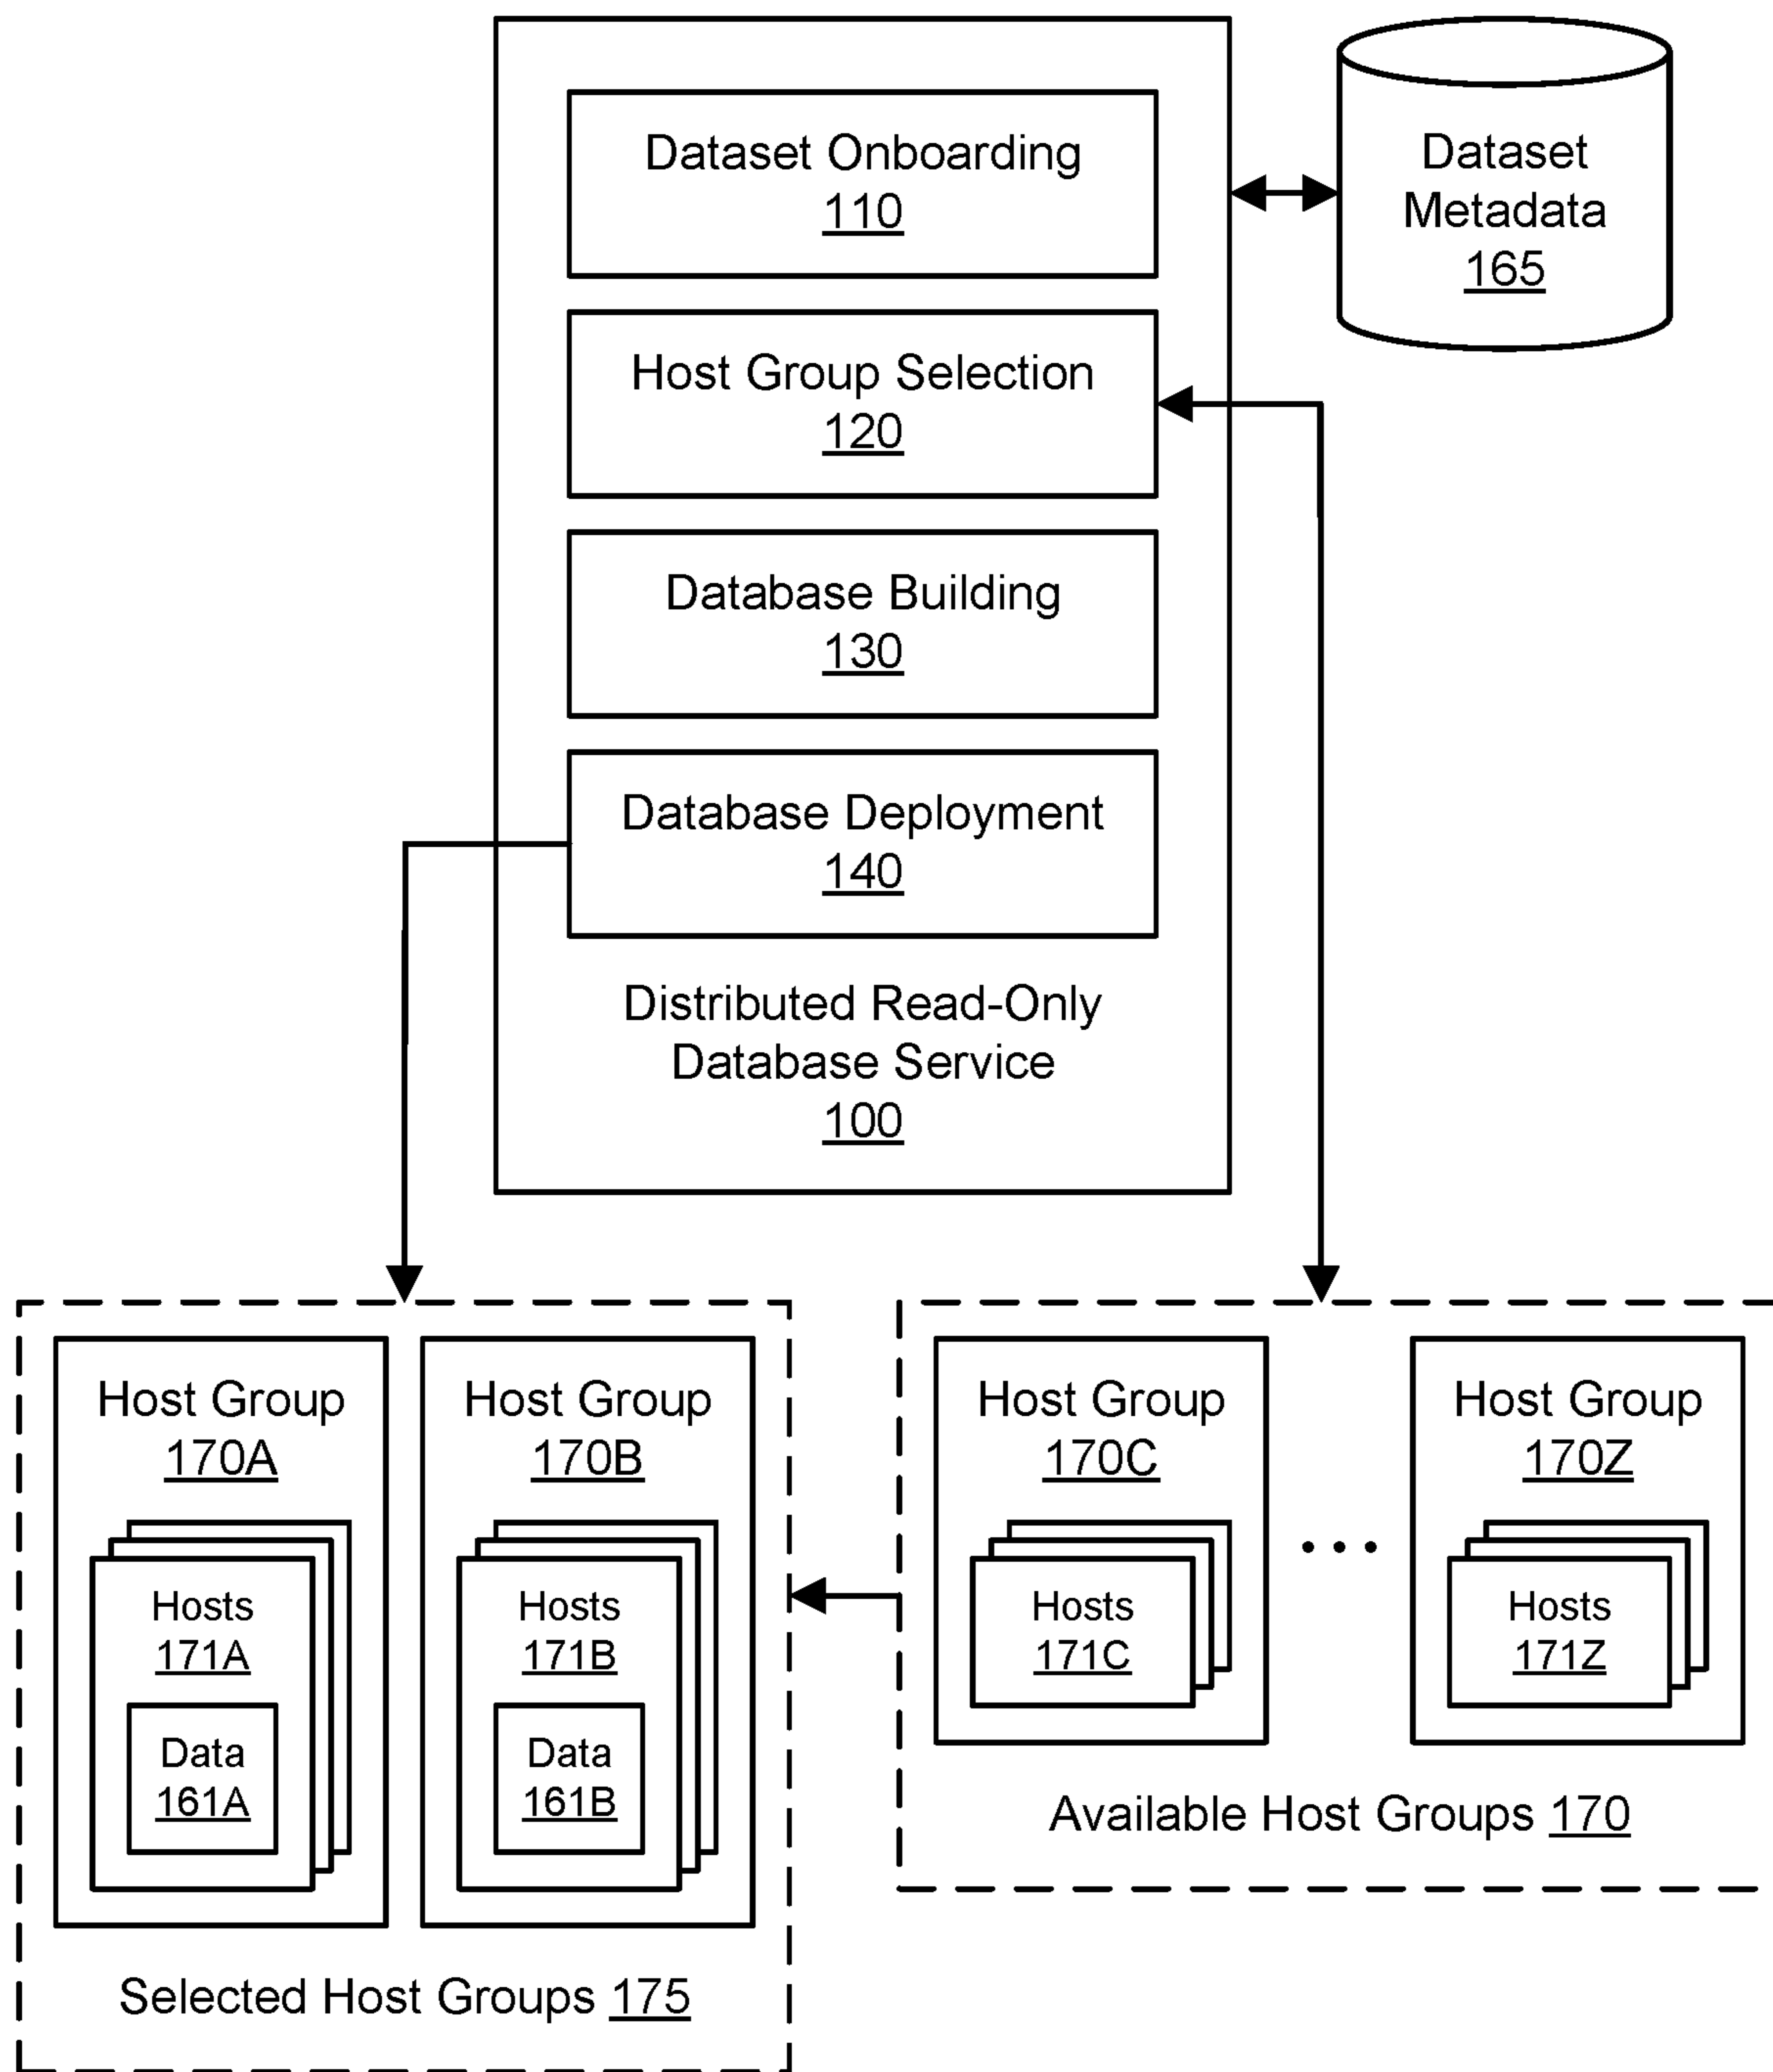 Dataset Onboarding
110
Dataset
Metadata
165
Host Group Selection
120
Database Building
130
Database Deployment
140
Distributed Read-Only
Database Service
100
Host Group
170A
Hosts
171A
Data
161A
Host Group
170B
Hosts
171B
Data
161B
Selected Host Groups 175
Host Group
170C
Hosts
171C
...
Host Group
170Z
Hosts
171Z
Available Host Groups 170